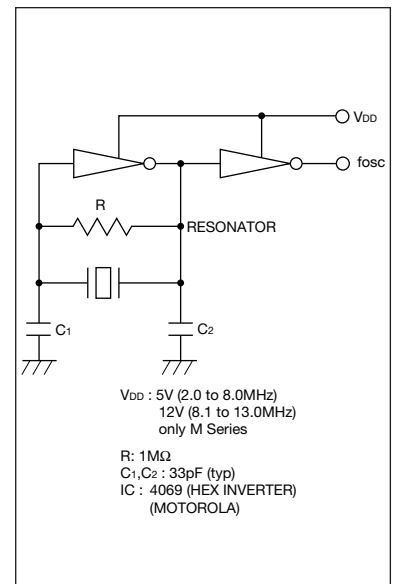 VDD
fosc
R
RESONATOR
C1
C2
VDD : 5V (2.0 to 8.0MHz)
12V (8.1 to 13.0MHz)
only M Series
R: 1MΩ
C1,C2 : 33pF (typ)
IC : 4069 (HEX INVERTER)
(MOTOROLA)